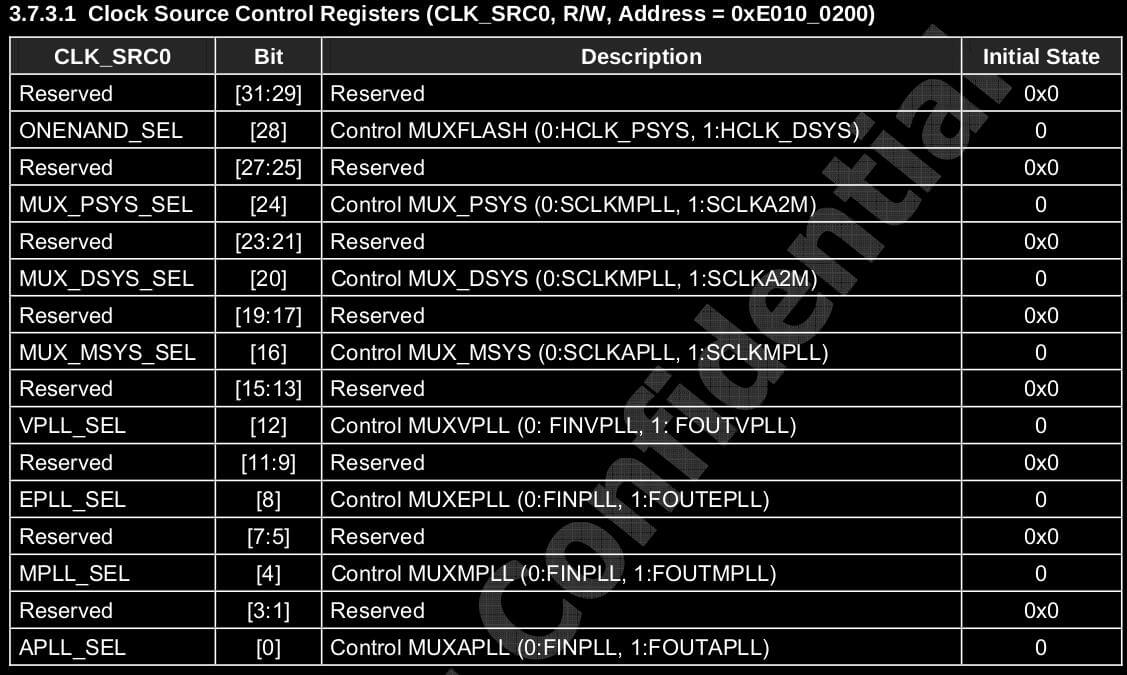 3.7.3.1 Clock Source Control Registers (CLK_SRC0, R/W, Address = 0xE010_0200)
CLK_SRC0 Bit Description Initial State
Reserved [31:29] Reserved 0x0
ONENAND_SEL [28] Control MUXFLASH (0:HCLK_PSYS, 1:HCLK_DSYS) 0
Reserved [27:25] Reserved 0x0
MUX_PSYS_SEL [24] Control MUX_PSYS (0:SCLKMPLL, 1:SCLKA2M) 0
Reserved [23:21] Reserved 0x0
MUX_DSYS_SEL [20] Control MUX_DSYS (0:SCLKMPLL, 1:SCLKA2M) 0
Reserved [19:17] Reserved 0x0
MUX_MSYS_SEL [16] Control MUX_MSYS (0:SCLKAPLL, 1:SCLKMPLL) 0
Reserved [15:13] Reserved 0x0
VPLL_SEL [12] Control MUXVPLL (0: FINVPLL, 1: FOUTVPLL) 0
Reserved [11:9] Reserved 0x0
EPLL_SEL [8] Control MUXEPLL (0:FINPLL, 1:FOUTEPLL) 0
Reserved [7:5] Reserved 0x0
MPLL_SEL [4] Control MUXMPLL (0:FINPLL, 1:FOUTMPLL) 0
Reserved [3:1] Reserved 0x0
APLL_SEL [0] Control MUXAPLL (0:FINPLL, 1:FOUTAPLL) 0
Confidential